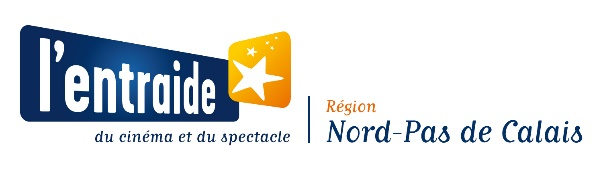 l'entraide
du cinéma et du spectacle
Région
Nord-Pas de Calais